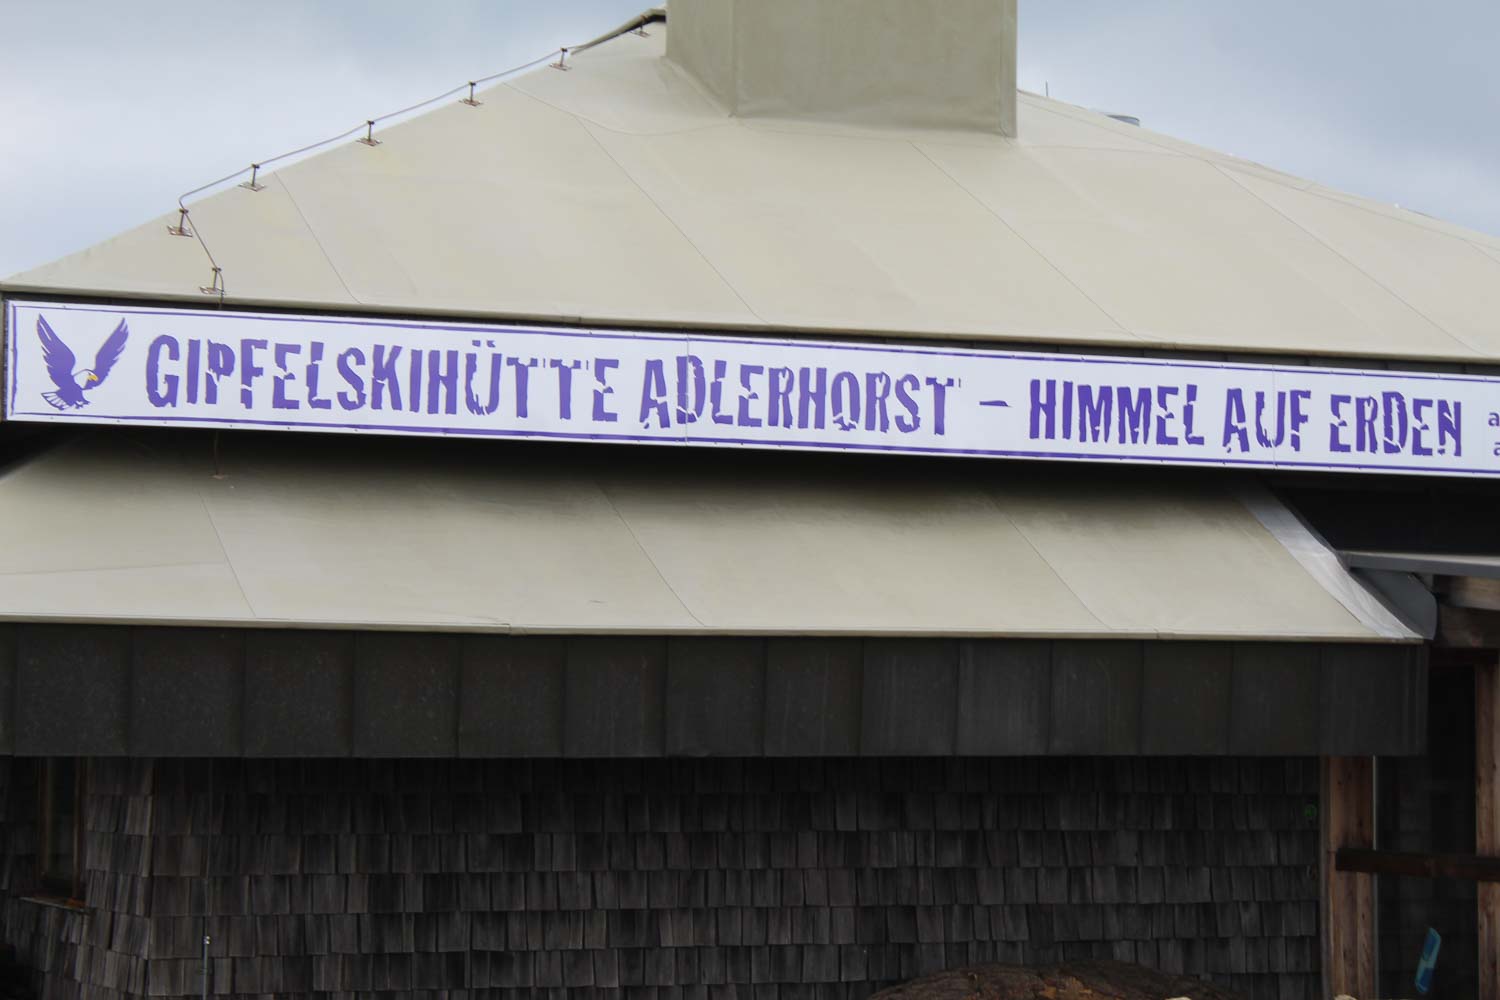 GIPFELSKIHÜTTE ADLERHORST – HIMMEL AUF ERDEN